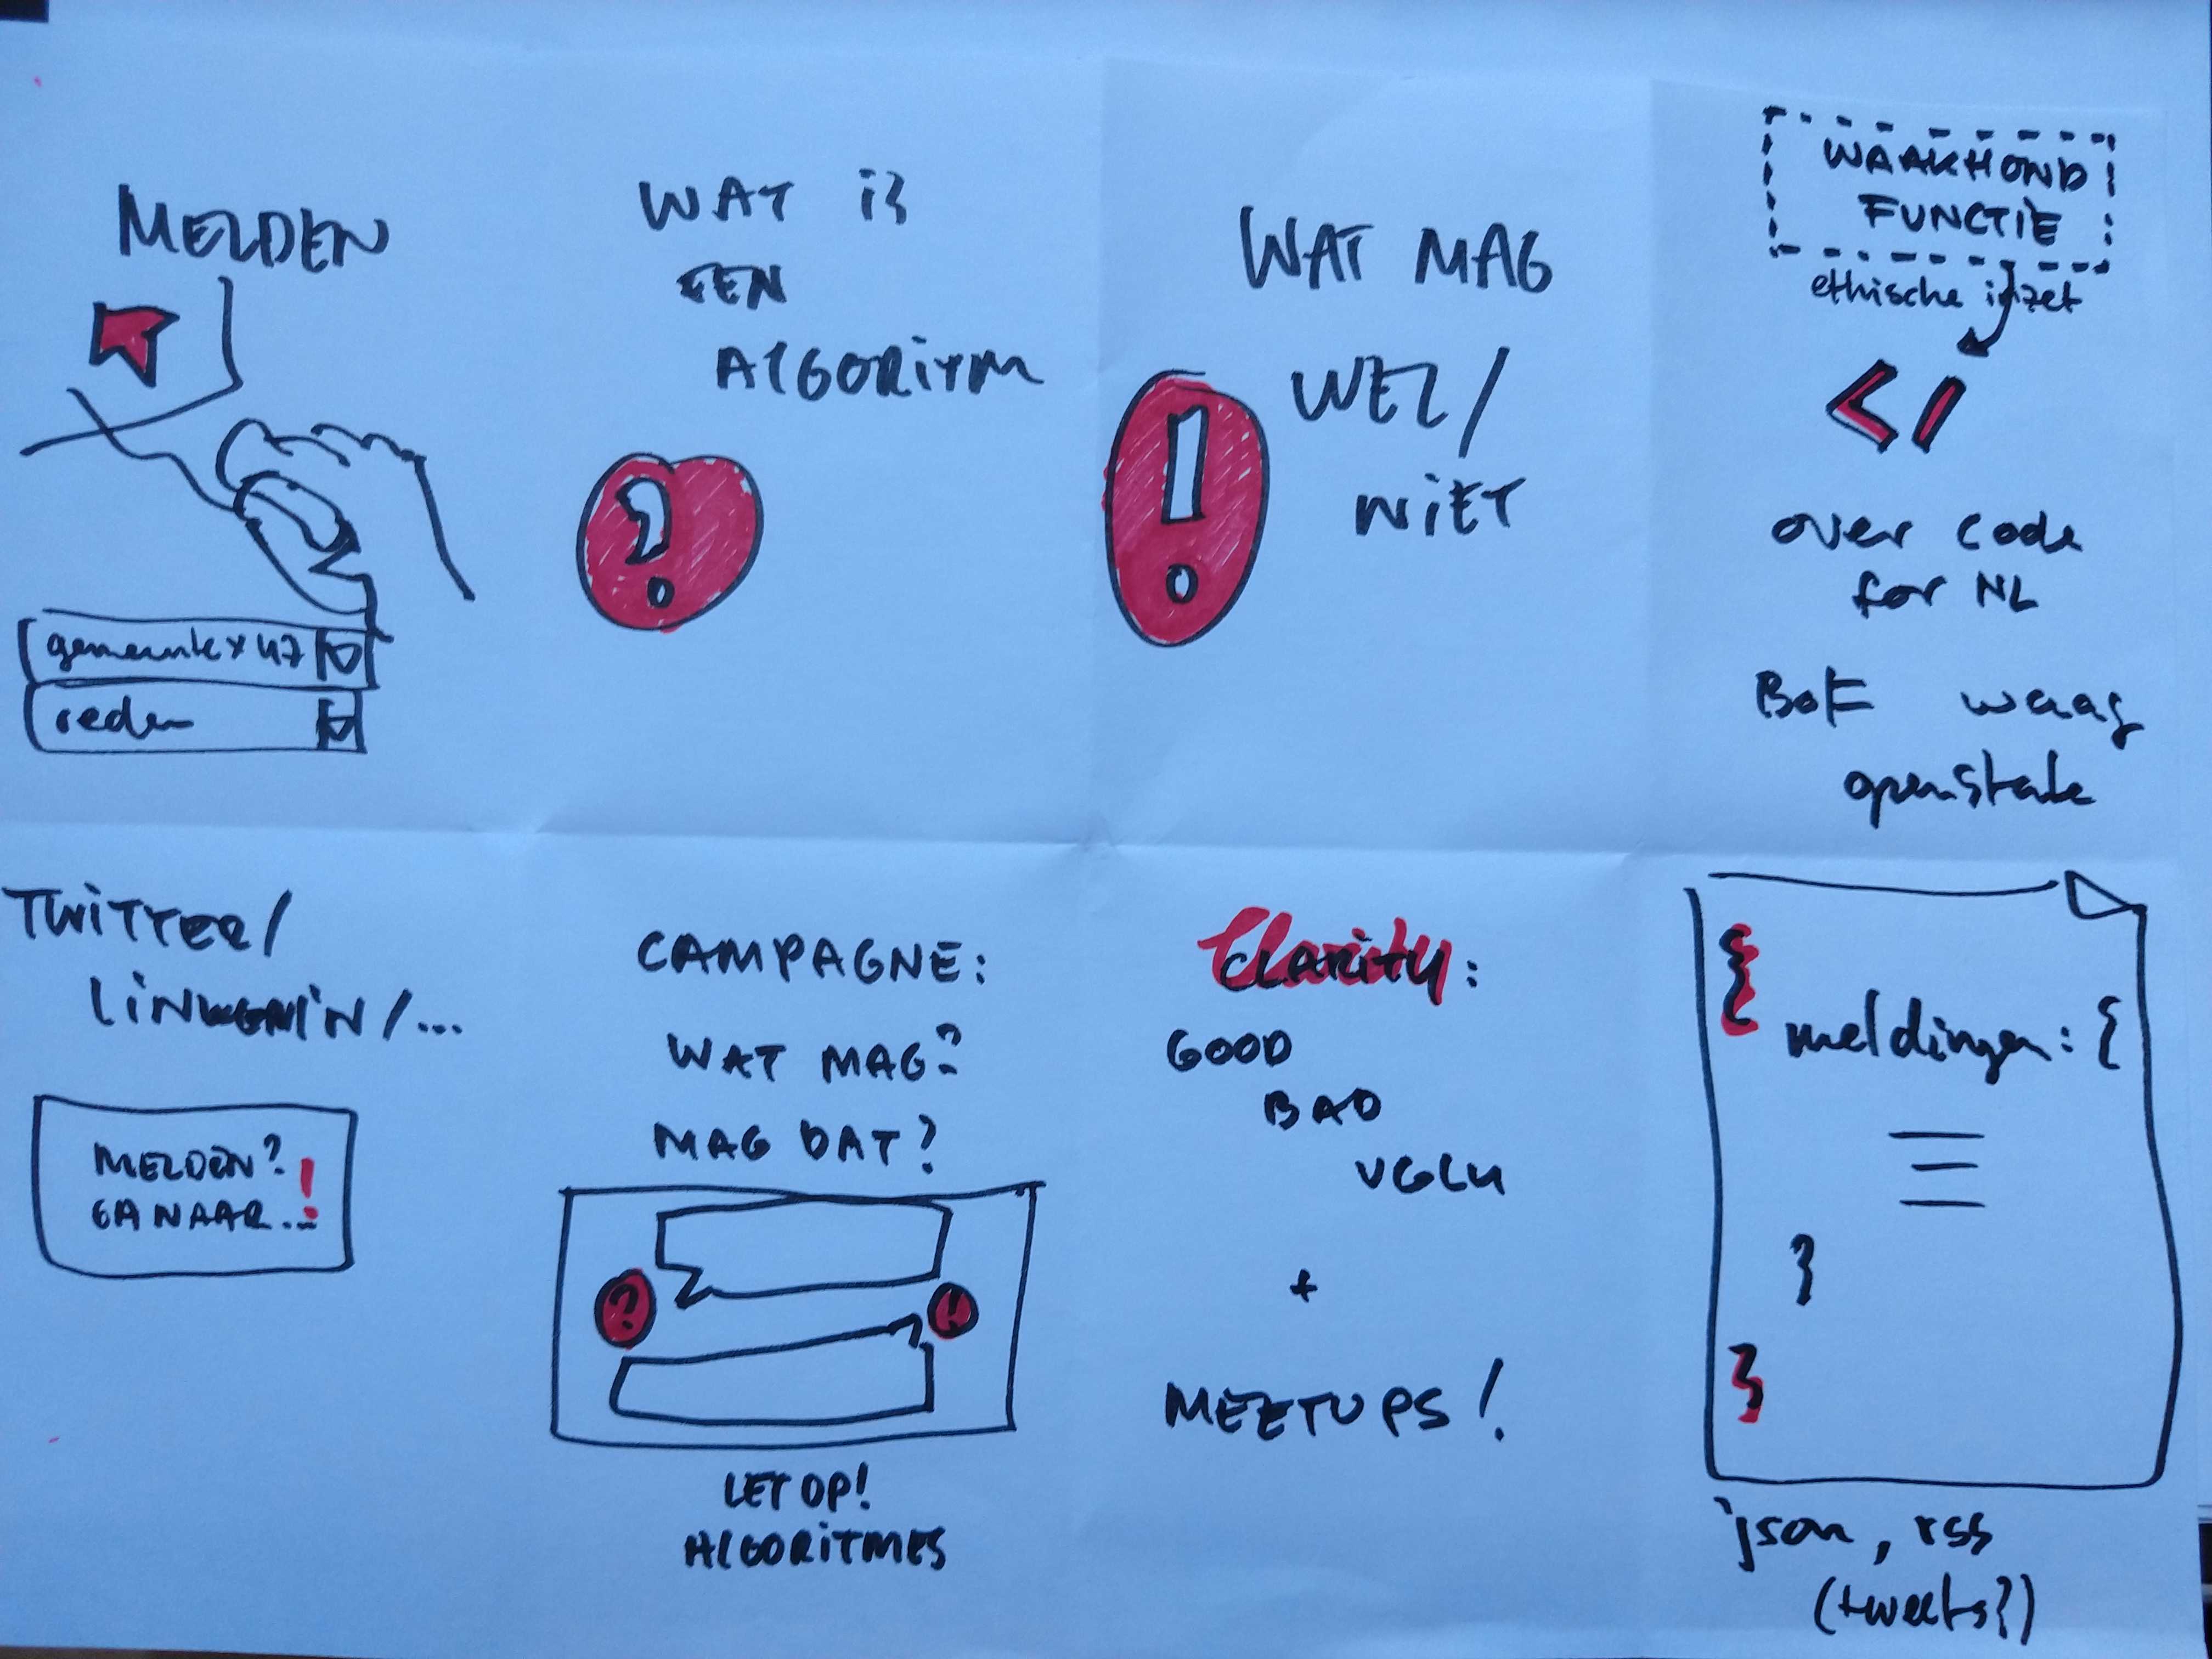 MELDEN
gemeente x 47
reden
WAT iS
EEN
AlGORiTM
?
WAT MAG
WEL/
NiET
!
WAAKHOND
FUNCTiE
ethische inzet
</
over code
for NL
BoF waag
openstate
TWiTTER/
LiNKEDiN/...
MELDEN?
GA NAAR...!
CAMPAGNE:
WAT MAG?
MAG DAT?
? !
LET OP!
AlGORiTMES
CLARiTY:
GOOD
BAD
UGLY
+
MEETUPS!
{
meldingen: {
}
}
json, rss
(tweets?)